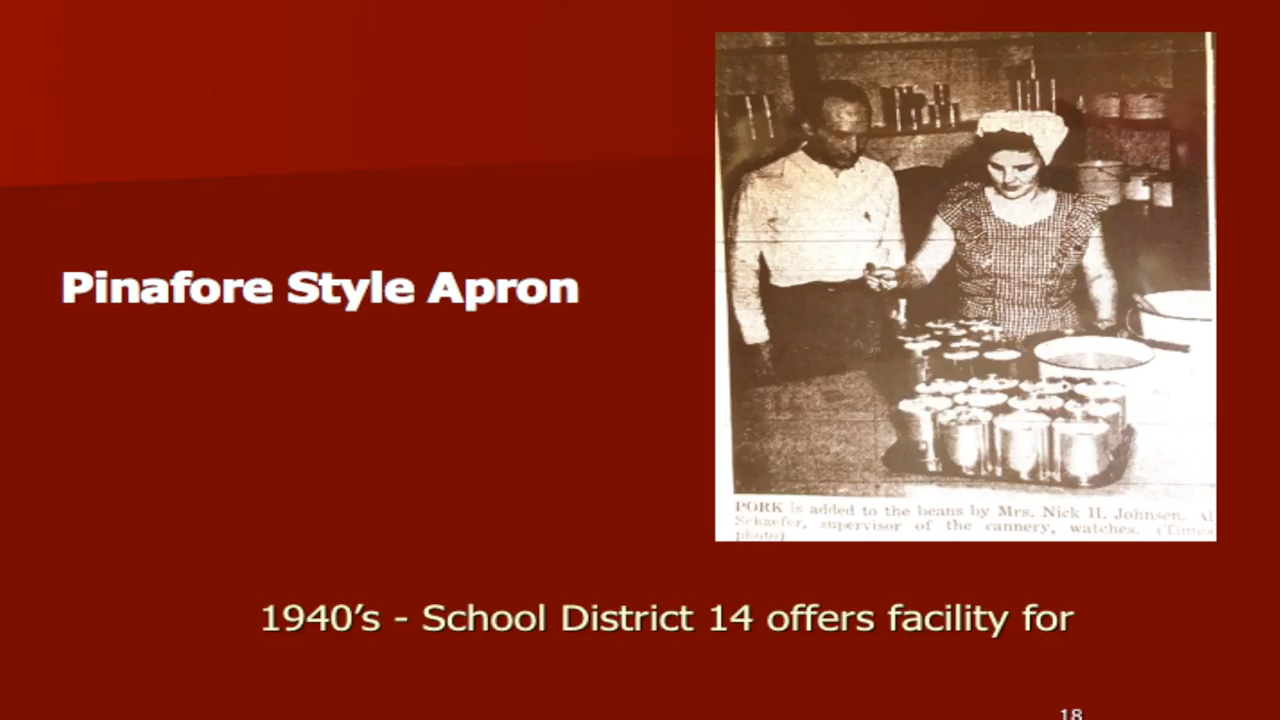 Pinafore Style Apron
PORK is added to the beans by Mrs. Nick H. Johnsen. Al
Schaefer, supervisor of the cannery, watches. (Times
photo)
1940’s - School District 14 offers facility for
18